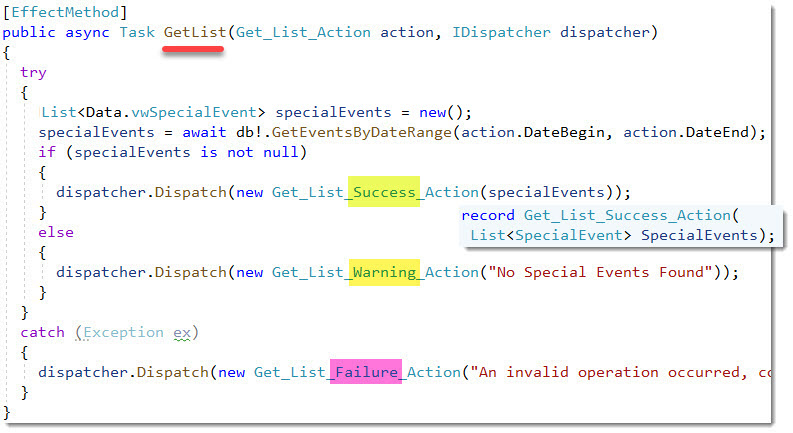 [EffectMethod]
public async Task GetList(Get_List_Action action, IDispatcher dispatcher)
{
try
{
List<Data.vwSpecialEvent> specialEvents = new();
specialEvents = await db!.GetEventsByDateRange(action.DateBegin, action.DateEnd);
if (specialEvents is not null)
{
dispatcher.Dispatch(new Get_List_Success_Action(specialEvents));
}
record Get_List_Success_Action(
List<SpecialEvent> SpecialEvents);
else
{
dispatcher.Dispatch(new Get_List_Warning_Action("No Special Events Found"));
}
}
catch (Exception ex)
{
dispatcher.Dispatch(new Get_List_Failure_Action("An invalid operation occurred, co
}
}